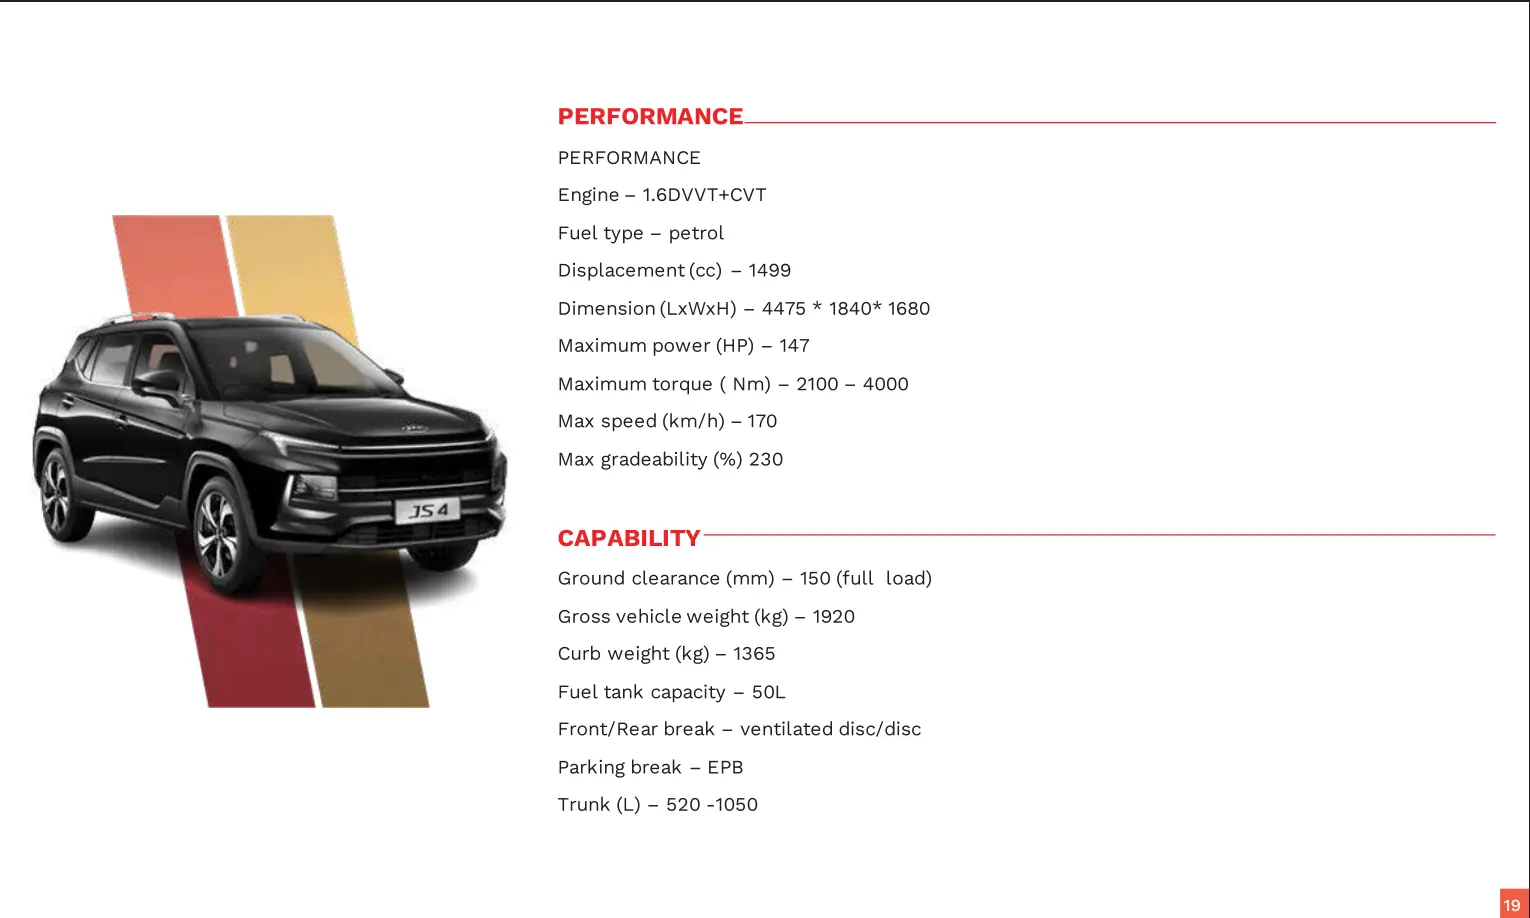 PERFORMANCE
PERFORMANCE
Engine – 1.6DVVT+CVT
Fuel type – petrol
Displacement (cc) – 1499
Dimension (LxWxH) – 4475 * 1840* 1680
Maximum power (HP) – 147
Maximum torque ( Nm) – 2100 – 4000
Max speed (km/h) – 170
Max gradeability (%) 230
JS4
CAPABILITY
Ground clearance (mm) – 150 (full load)
Gross vehicle weight (kg) – 1920
Curb weight (kg) – 1365
Fuel tank capacity – 50L
Front/Rear break – ventilated disc/disc
Parking break – EPB
Trunk (L) – 520 -1050
19